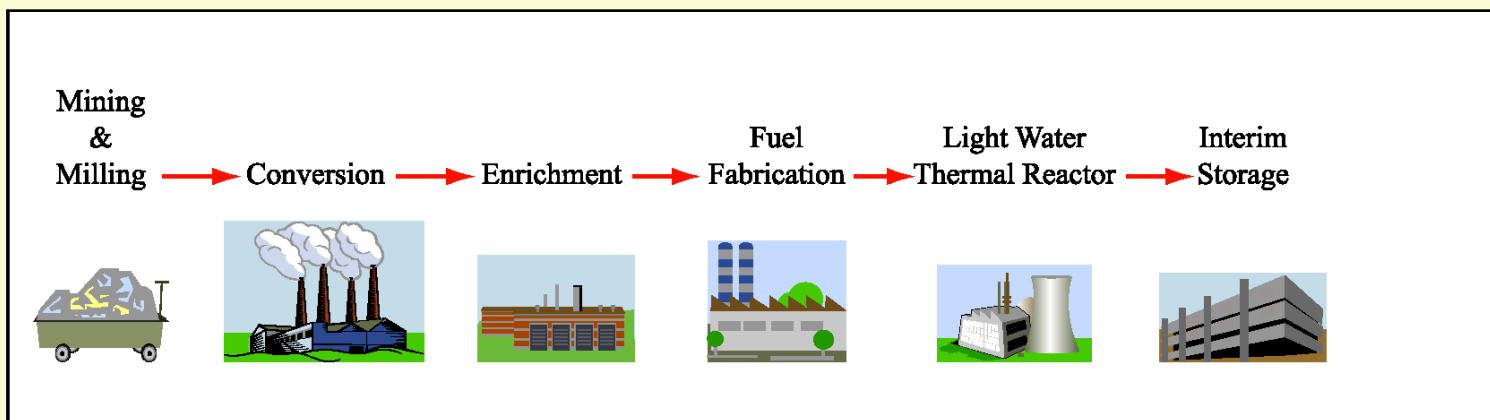 Mining
&
Milling
Conversion
Enrichment
Fuel
Fabrication
Light Water
Thermal Reactor
Interim
Storage